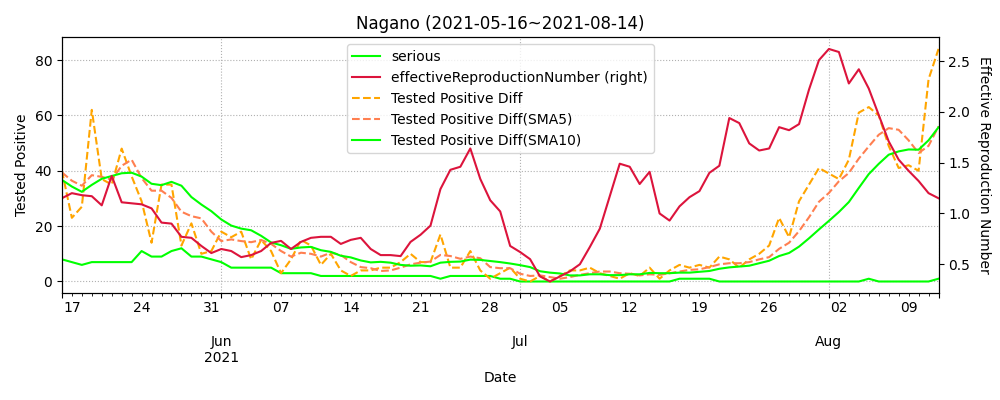 Nagano (2021-05-16~2021-08-14)
serious
effectiveReproductionNumber (right)
Tested Positive Diff
Tested Positive Diff(SMA5)
Tested Positive Diff(SMA10)
Tested Positive
80
60
40
20
0
Effective Reproduction Number
2.5
2.0
1.5
1.0
0.5
17 24 31 07 14 21 28 05 12 19 26 02 09
Jun Jul Aug
2021
Date